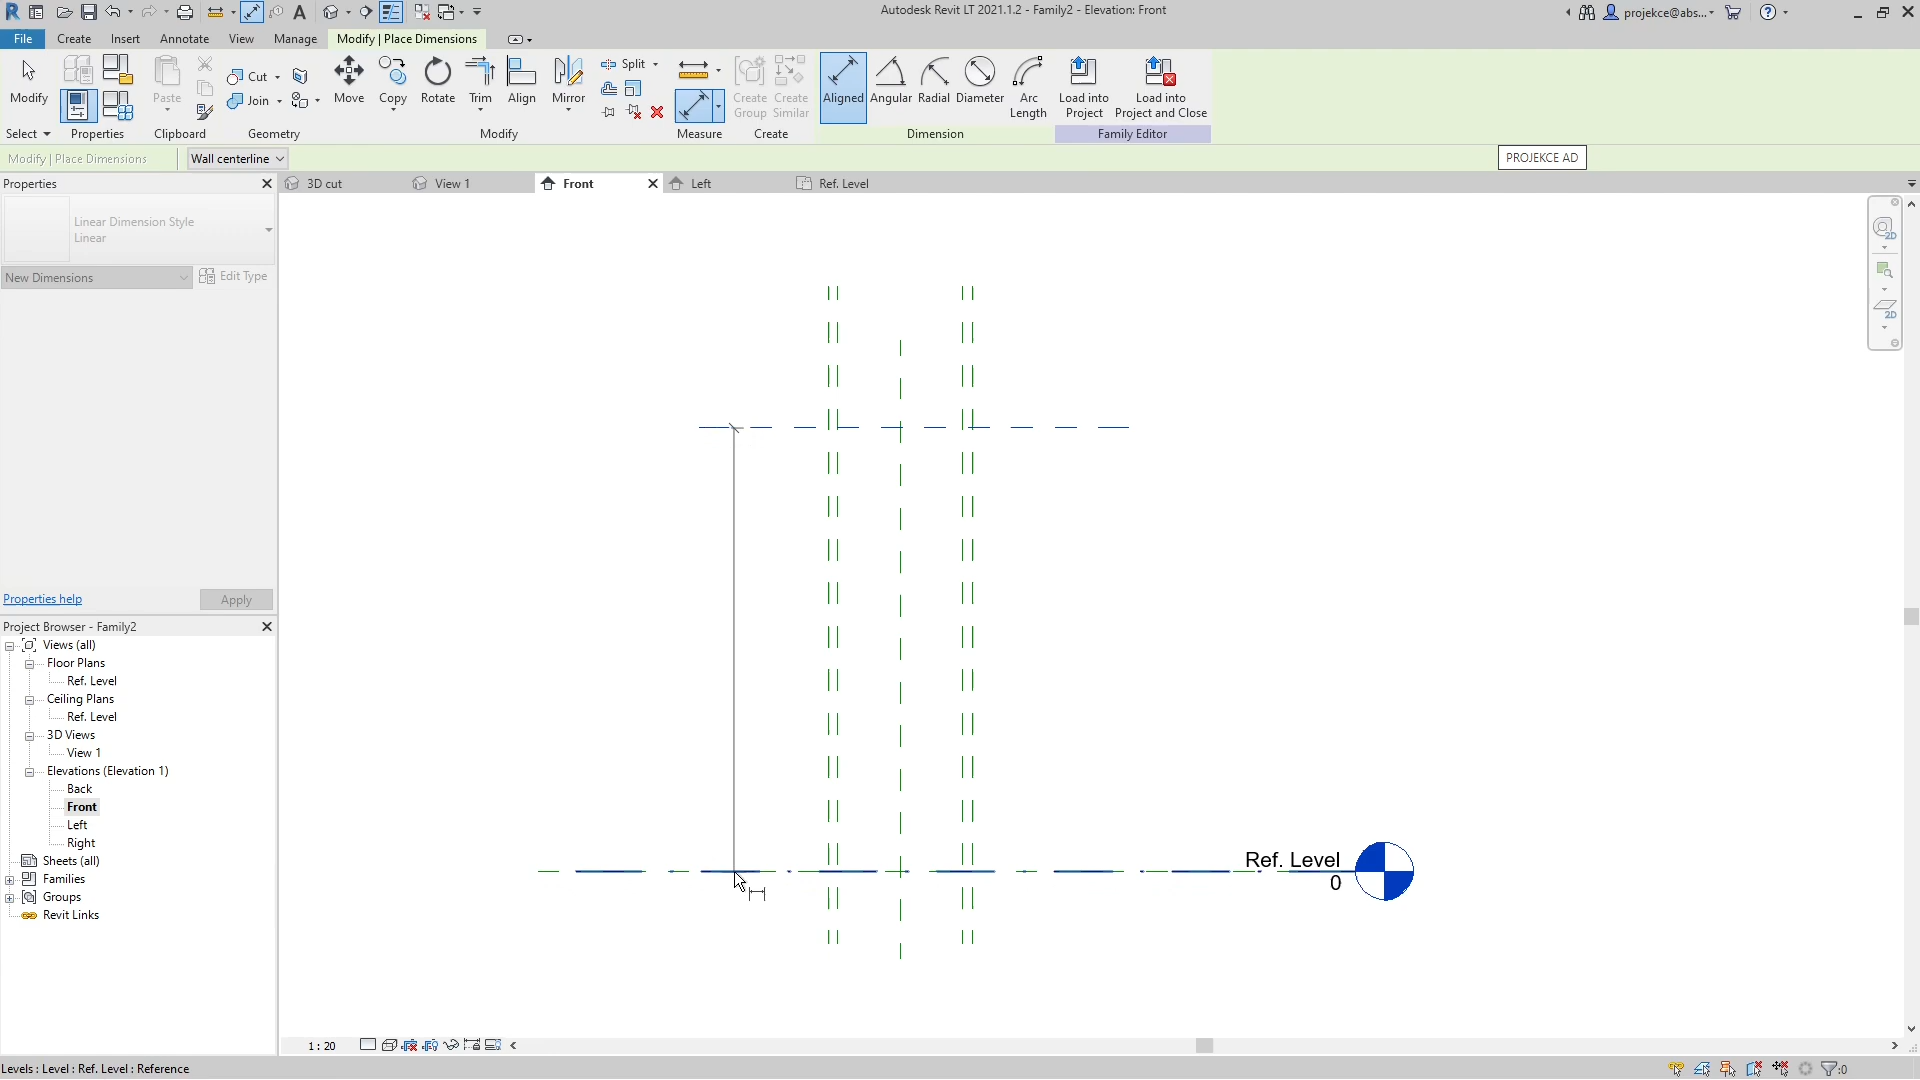 Autodesk Revit LT 2021.1.2 - Family2 - Elevation: Front
projekce@abs...
File Create Insert Annotate View Manage Modify | Place Dimensions
Modify
Paste
Cut
Join
Move Copy Rotate Trim Align Mirror
Split
Create Group
Create Similar
Aligned Angular Radial Diameter Arc Length
Load into Project
Load into Project and Close
Select Properties Clipboard Geometry Modify Measure Create Dimension Family Editor
Modify | Place Dimensions Wall centerline
PROJEKCE AD
Properties
3D cut View 1 Front Left Ref. Level
Linear Dimension Style
Linear
New Dimensions Edit Type
2D
2D
Properties help Apply
Project Browser - Family2
Views (all)
Floor Plans
Ref. Level
Ceiling Plans
Ref. Level
3D Views
View 1
Elevations (Elevation 1)
Back
Front
Left
Right
Sheets (all)
Families
Groups
Revit Links
Ref. Level
0
1 : 20
Levels : Level : Ref. Level : Reference
:0